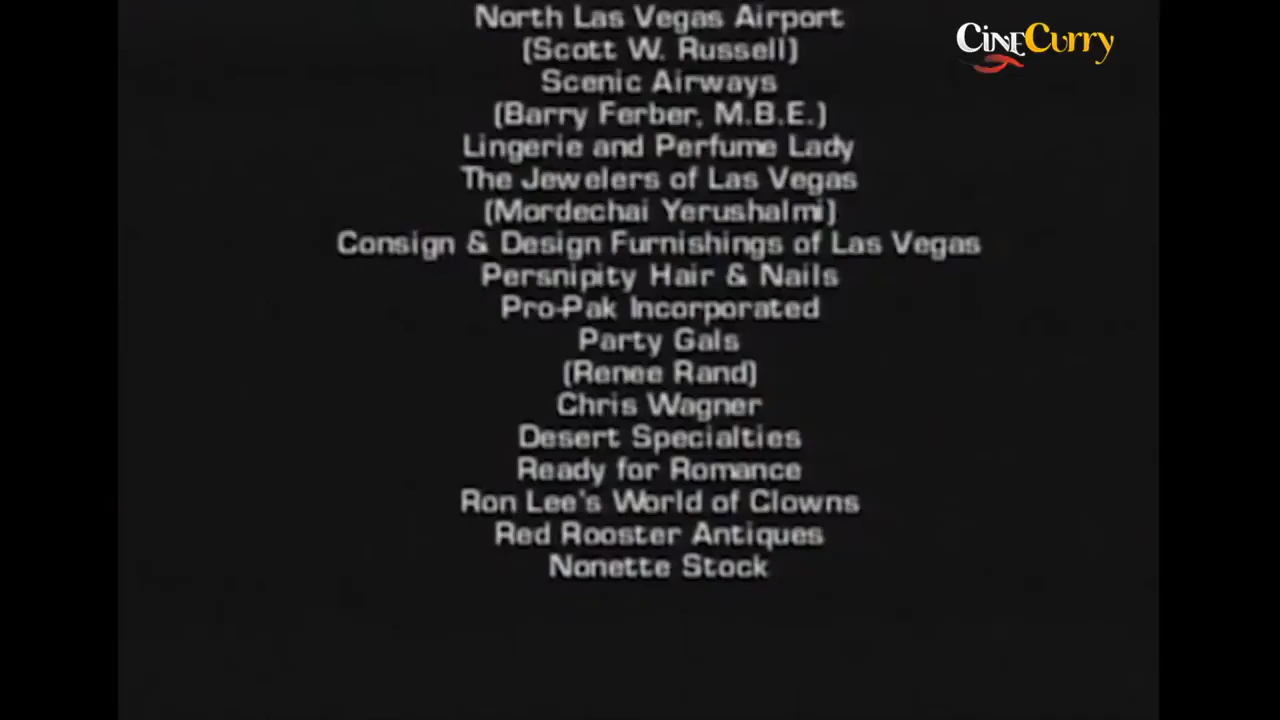 North Las Vegas Airport
CineCurry
(Scott W. Russell)
Scenic Airways
(Barry Ferber, M.B.E.)
Lingerie and Perfume Lady
The Jewelers of Las Vegas
(Mordechai Yerushalmi)
Consign & Design Furnishings of Las Vegas
Persnipity Hair & Nails
Pro-Pak Incorporated
Party Gals
(Renee Rand)
Chris Wagner
Desert Specialties
Ready for Romance
Ron Lee's World of Clowns
Red Rooster Antiques
Nonette Stock